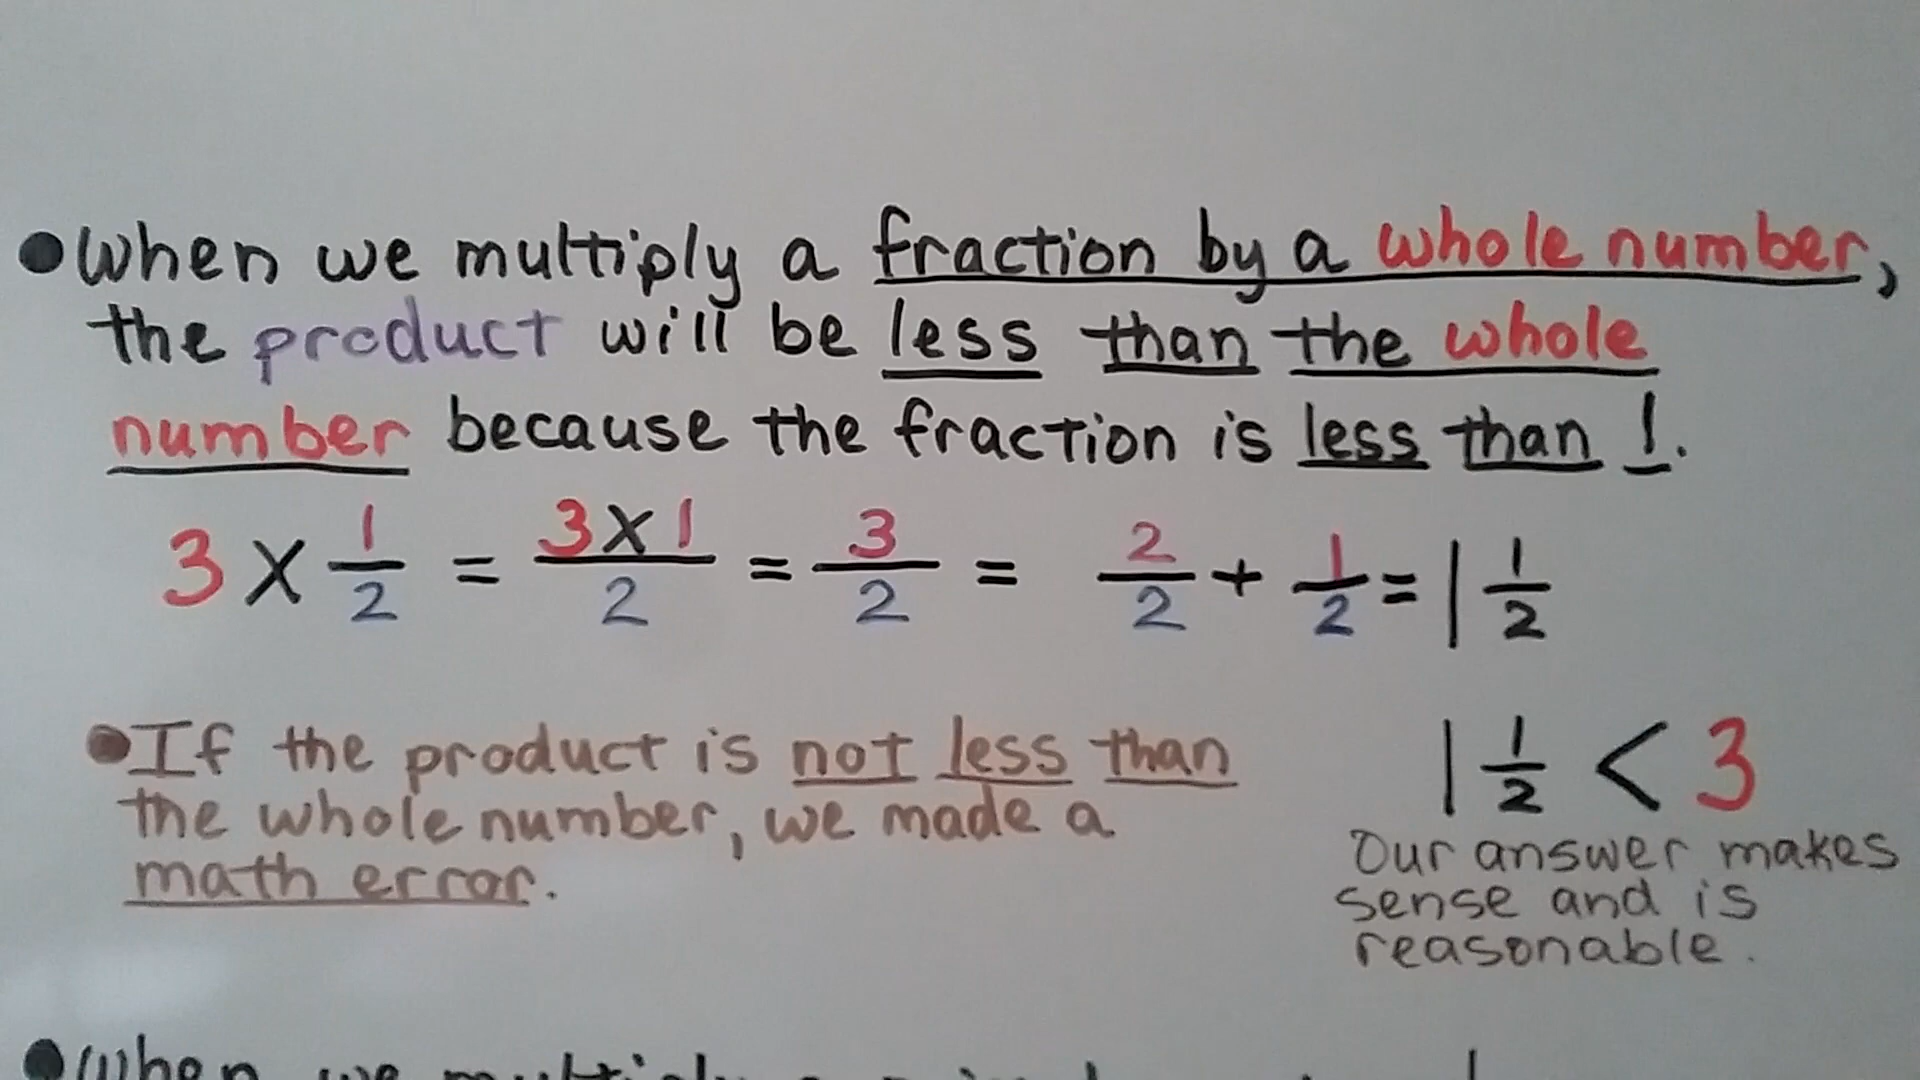 ●When we multiply a fraction by a whole number,
the product will be less than the whole
number because the fraction is less than 1.
3 x 1/2 = 3x1/2 = 3/2 = 2/2 + 1/2 = 1 1/2
●If the product is not less than
the whole number, we made a
math error.
1 1/2 < 3
Our answer makes
sense and is
reasonable.
●When we multiply a